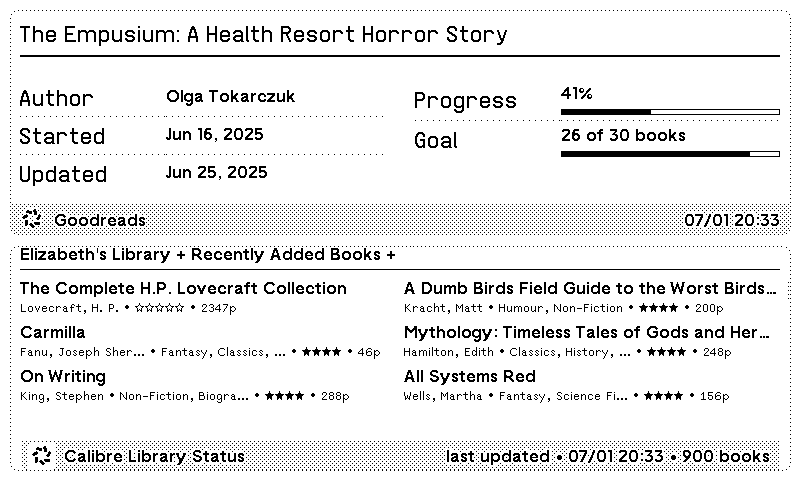 The Empusium: A Health Resort Horror Story
Author Olga Tokarczuk
Started Jun 16, 2025
Updated Jun 25, 2025
Progress 41%
Goal 26 of 30 books
Goodreads 07/01 20:33
Elizabeth's Library + Recently Added Books +
The Complete H.P. Lovecraft Collection
Lovecraft, H. P. • ☆☆☆☆☆ • 2347p
Carmilla
Fanu, Joseph Sher... • Fantasy, Classics, ... • ★★★★ • 46p
On Writing
King, Stephen • Non-Fiction, Biogra... • ★★★★ • 288p
A Dumb Birds Field Guide to the Worst Birds...
Kracht, Matt • Humour, Non-Fiction • ★★★★ • 200p
Mythology: Timeless Tales of Gods and Her...
Hamilton, Edith • Classics, History, ... • ★★★★ • 248p
All Systems Red
Wells, Martha • Fantasy, Science Fi... • ★★★★ • 156p
Calibre Library Status last updated • 07/01 20:33 • 900 books